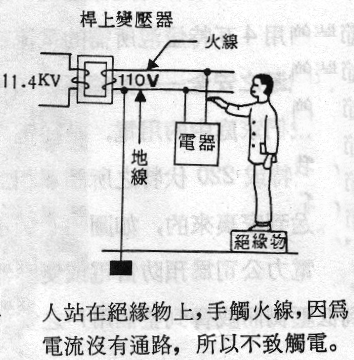 桿上變壓器
火線
11.4KV
110V
地線
電器
絕緣物
人站在絕緣物上，手觸火線，因爲
電流沒有通路，所以不致觸電。